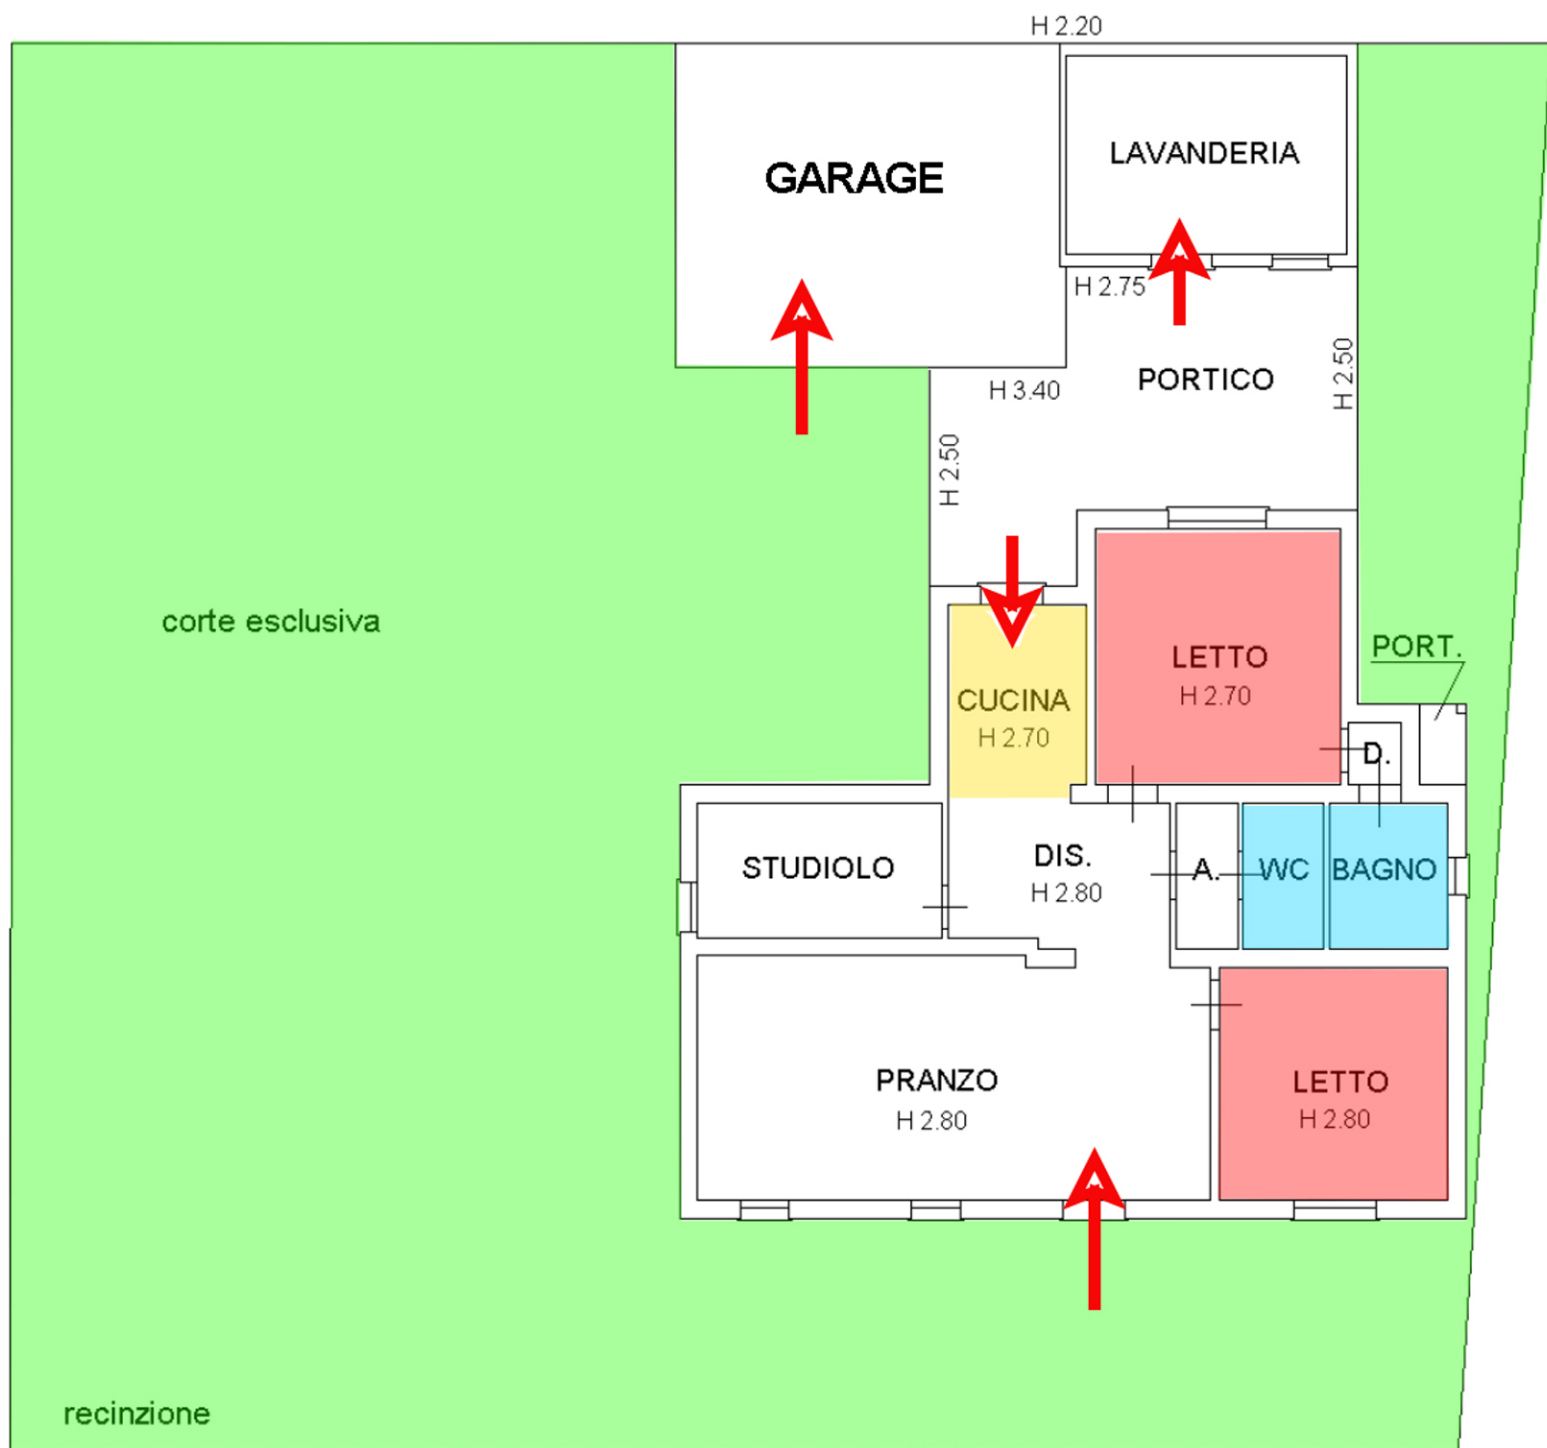 H 2.20
LAVANDERIA
GARAGE
H 2.75
H 2.50
PORTICO
H 3.40
H 2.50
corte esclusiva
PORT.
LETTO
H 2.70
CUCINA
H 2.70
D.
STUDIOLO
DIS.
H 2.80
A.
WC
BAGNO
PRANZO
H 2.80
LETTO
H 2.80
recinzione